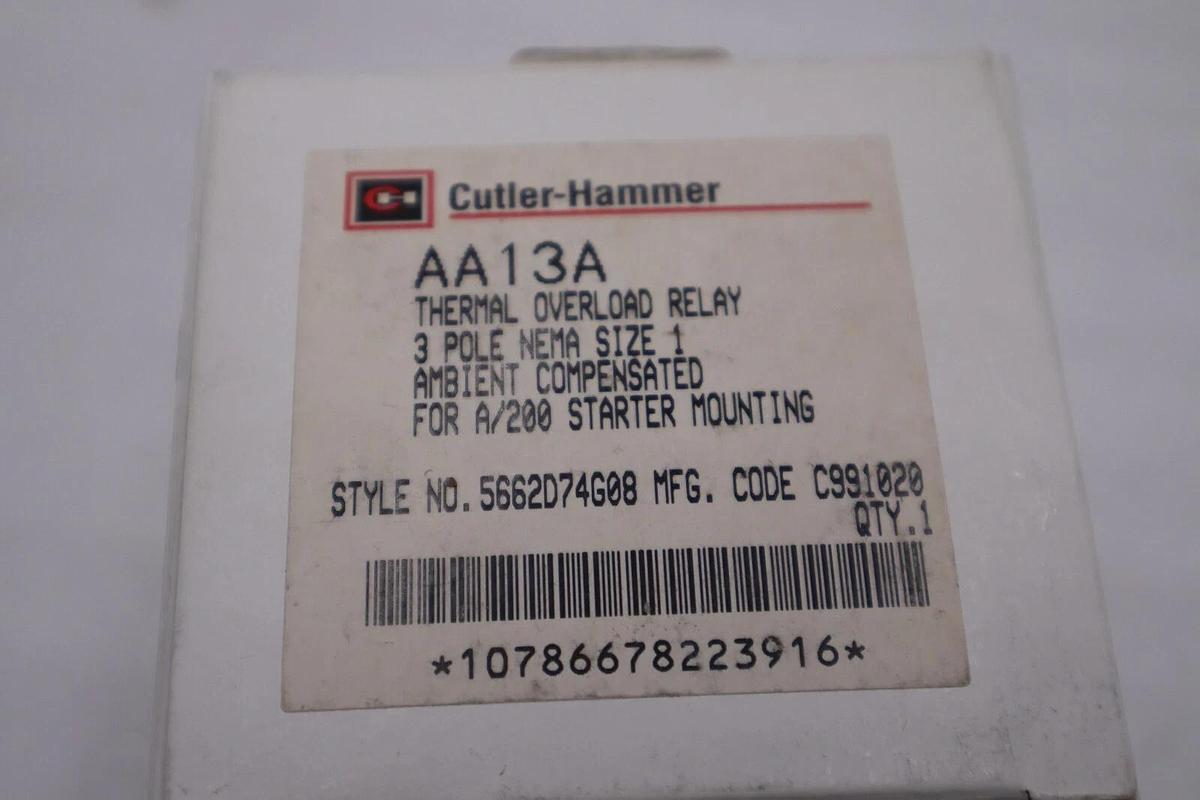 Cutler-Hammer
AA13A
THERMAL OVERLOAD RELAY
3 POLE NEMA SIZE 1
AMBIENT COMPENSATED
FOR A/200 STARTER MOUNTING
STYLE NO. 5662D74G08 MFG. CODE C991020
QTY.1
*10786678223916*